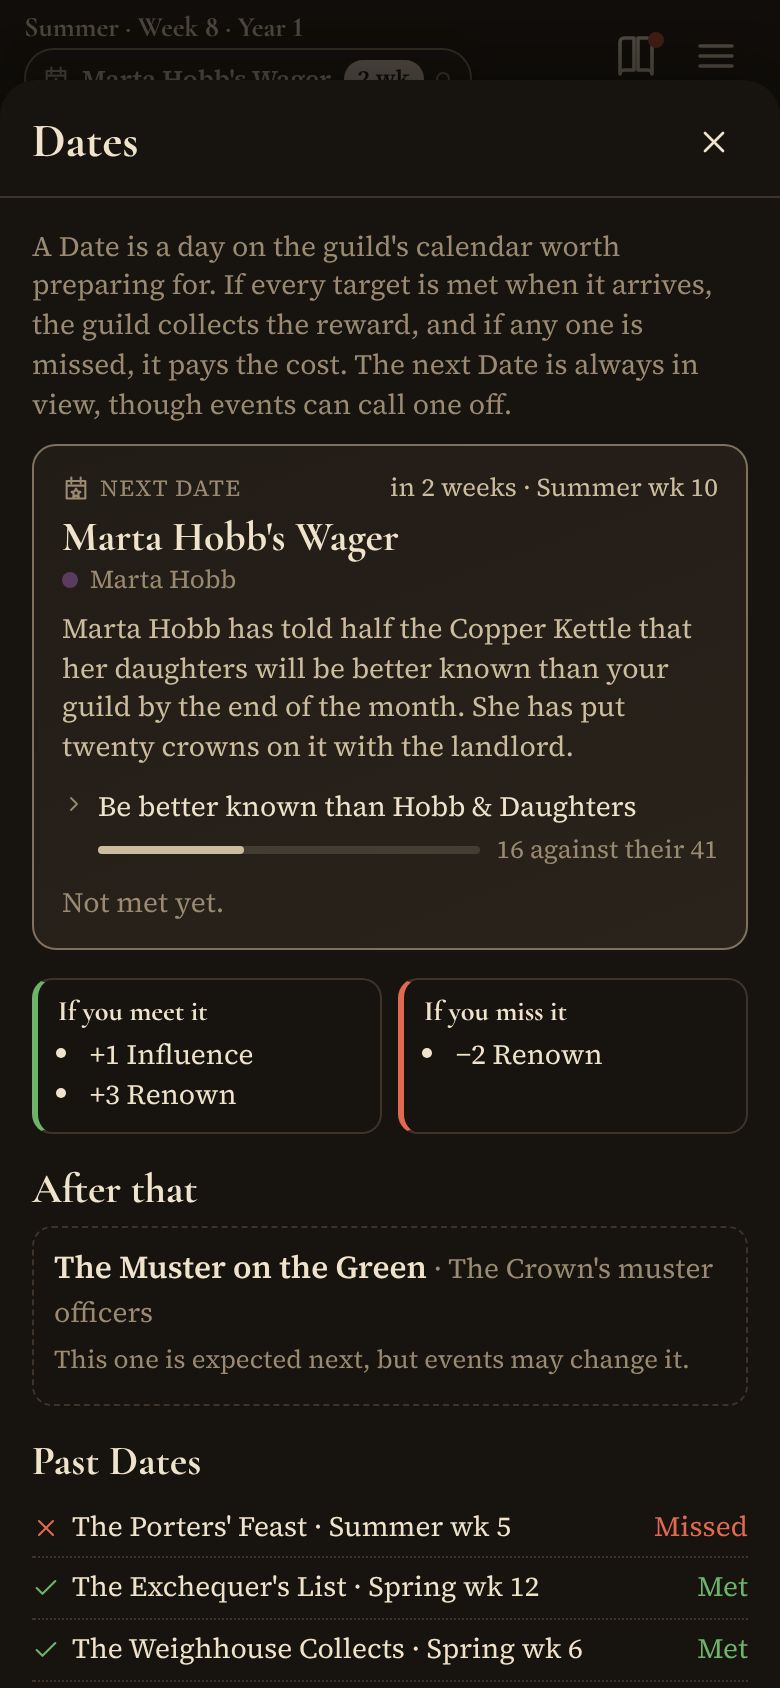 Summer · Week 8 · Year 1
Marta Hobb's Wager 2 wk
Dates
A Date is a day on the guild's calendar worth
preparing for. If every target is met when it arrives,
the guild collects the reward, and if any one is
missed, it pays the cost. The next Date is always in
view, though events can call one off.
NEXT DATE in 2 weeks · Summer wk 10
Marta Hobb's Wager
Marta Hobb
Marta Hobb has told half the Copper Kettle that
her daughters will be better known than your
guild by the end of the month. She has put
twenty crowns on it with the landlord.
Be better known than Hobb & Daughters
16 against their 41
Not met yet.
If you meet it
• +1 Influence
• +3 Renown
If you miss it
• −2 Renown
After that
The Muster on the Green · The Crown's muster
officers
This one is expected next, but events may change it.
Past Dates
The Porters' Feast · Summer wk 5 Missed
The Exchequer's List · Spring wk 12 Met
The Weighhouse Collects · Spring wk 6 Met